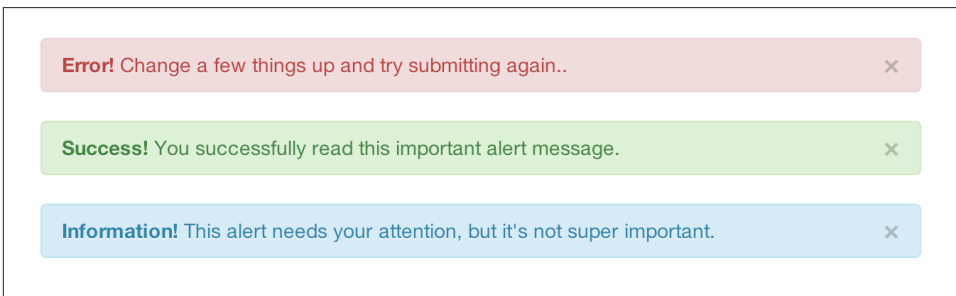 Error! Change a few things up and try submitting again.. ×
Success! You successfully read this important alert message. ×
Information! This alert needs your attention, but it's not super important. ×